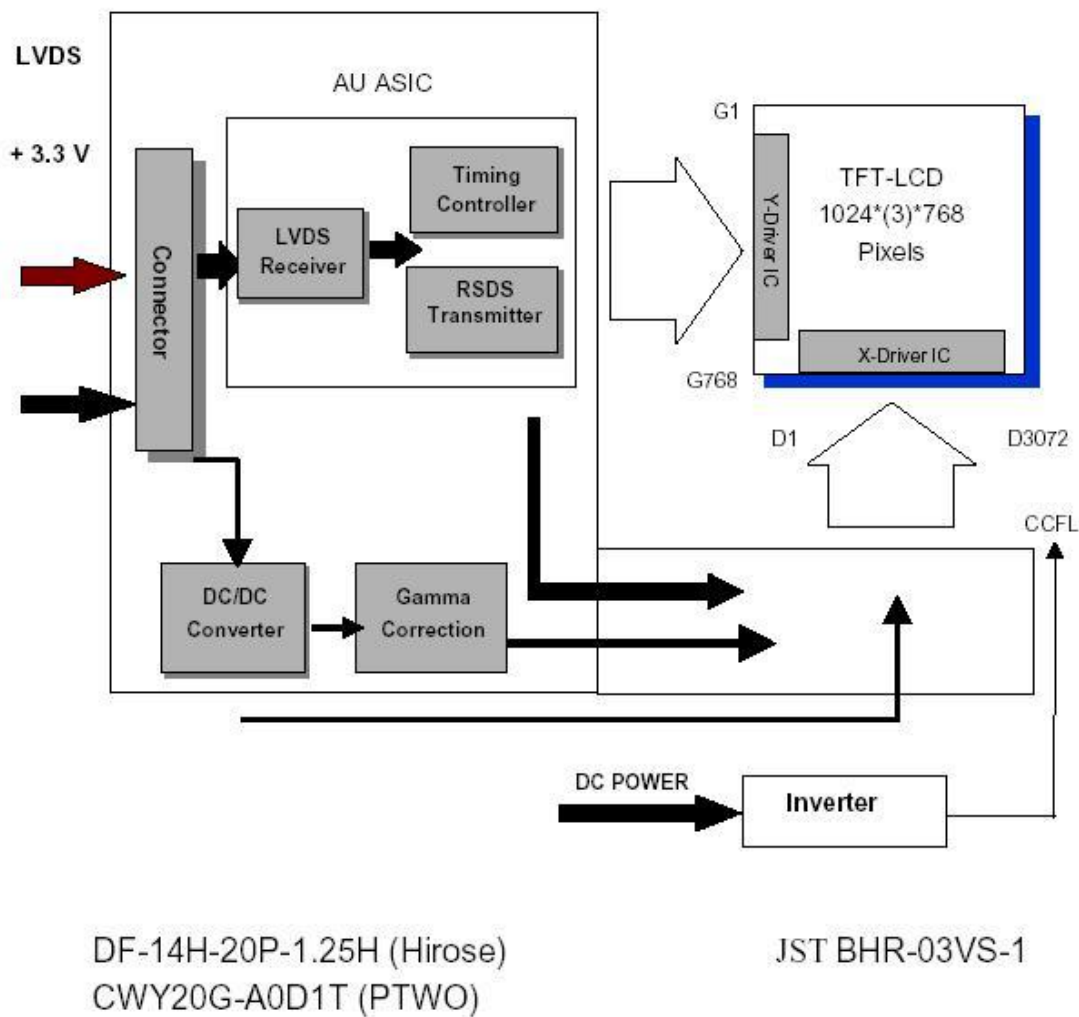 LVDS
+ 3.3 V
AU ASIC
Connector
LVDS
Receiver
Timing
Controller
RSDS
Transmitter
DC/DC
Converter
Gamma
Correction
G1
G768
Y-Driver IC
TFT-LCD
1024*(3)*768
Pixels
X-Driver IC
D1
D3072
CCFL
DC POWER
Inverter
DF-14H-20P-1.25H (Hirose)
CWY20G-A0D1T (PTWO)
JST BHR-03VS-1